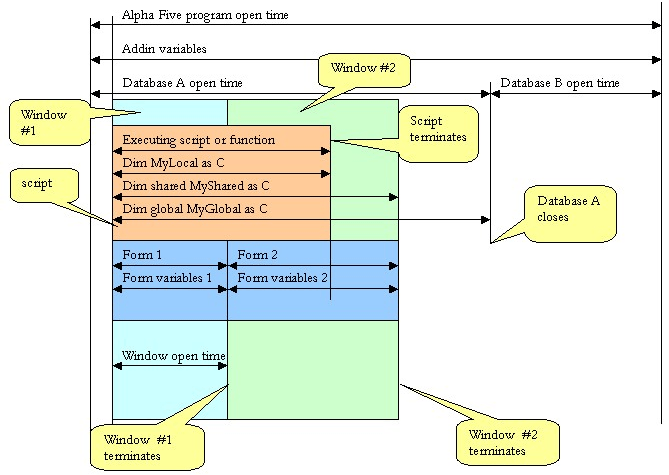 Alpha Five program open time
Addin variables
Window #2
Database A open time
Database B open time
Window
#1
Script
terminates
Executing script or function
Dim MyLocal as C
script
Dim shared MyShared as C
Dim global MyGlobal as C
Database A
closes
Form 1
Form 2
Form variables 1
Form variables 2
Window open time
Window #1
terminates
Window #2
terminates